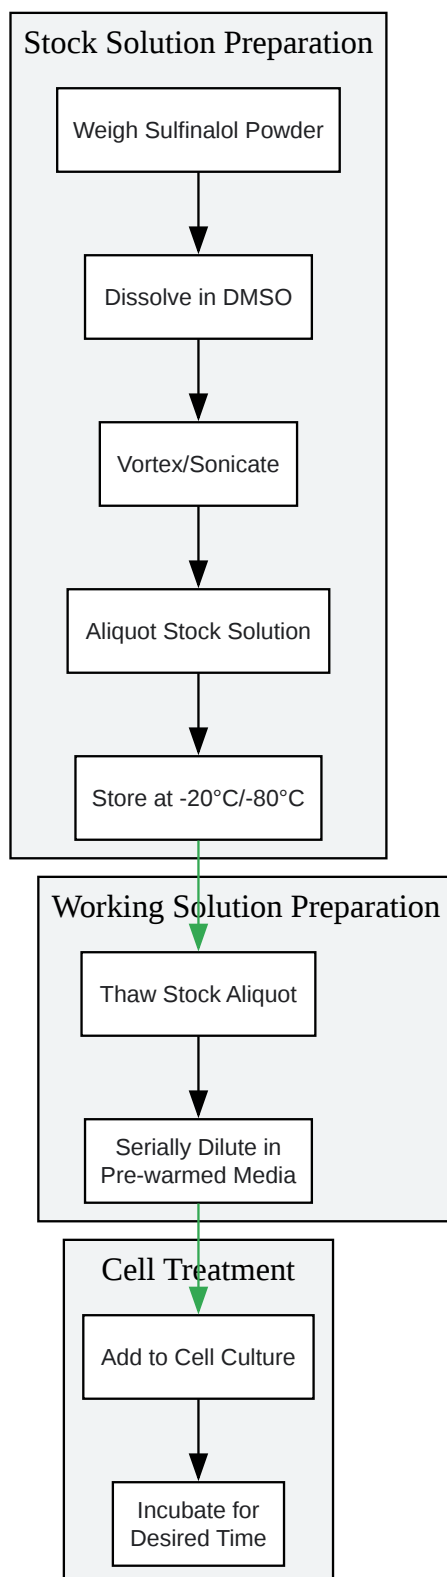 Stock Solution Preparation
Weigh Sulfinalol Powder
Dissolve in DMSO
Vortex/Sonicate
Aliquot Stock Solution
Store at -20°C/-80°C
Working Solution Preparation
Thaw Stock Aliquot
Serially Dilute in
Pre-warmed Media
Cell Treatment
Add to Cell Culture
Incubate for
Desired Time